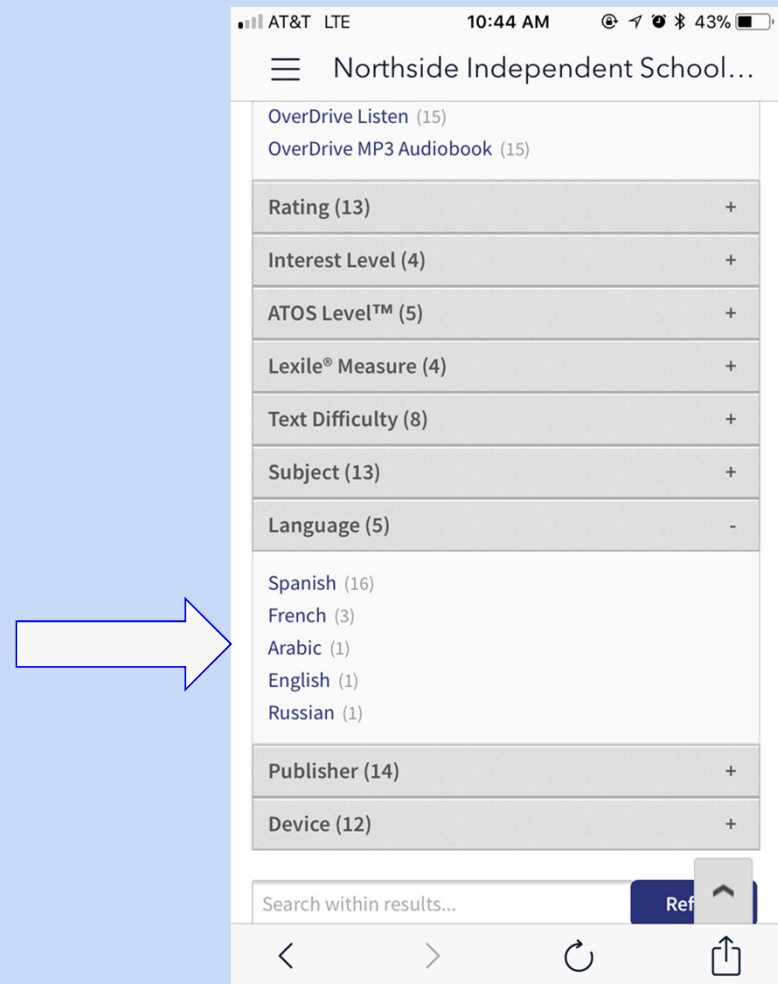 AT&T LTE 10:44 AM 43%
Northside Independent School...
OverDrive Listen (15)
OverDrive MP3 Audiobook (15)
Rating (13) +
Interest Level (4) +
ATOS Level™ (5) +
Lexile® Measure (4) +
Text Difficulty (8) +
Subject (13) +
Language (5) -
Spanish (16)
French (3)
Arabic (1)
English (1)
Russian (1)
Publisher (14) +
Device (12) +
Search within results... Ref